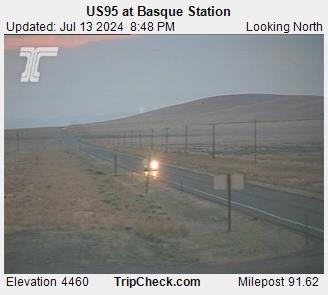 US95 at Basque Station
Updated: Jul 13 2024 8:48 PM Looking North
Elevation 4460 TripCheck.com Milepost 91.62